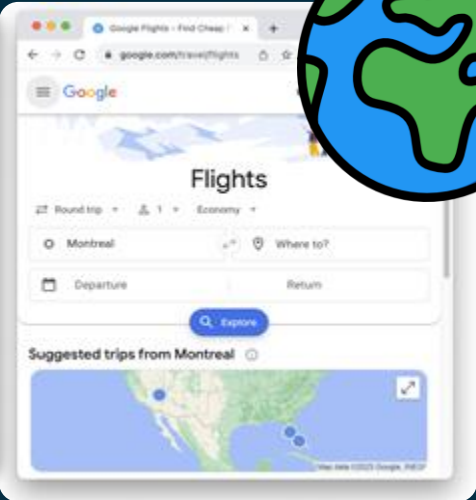 Google Flights - Find Cheap
google.com/travel/flights
Google
Flights
Round trip 1 Economy
Montreal Where to?
Departure Return
Explore
Suggested trips from Montreal
Map data ©2023 Google, INEGI